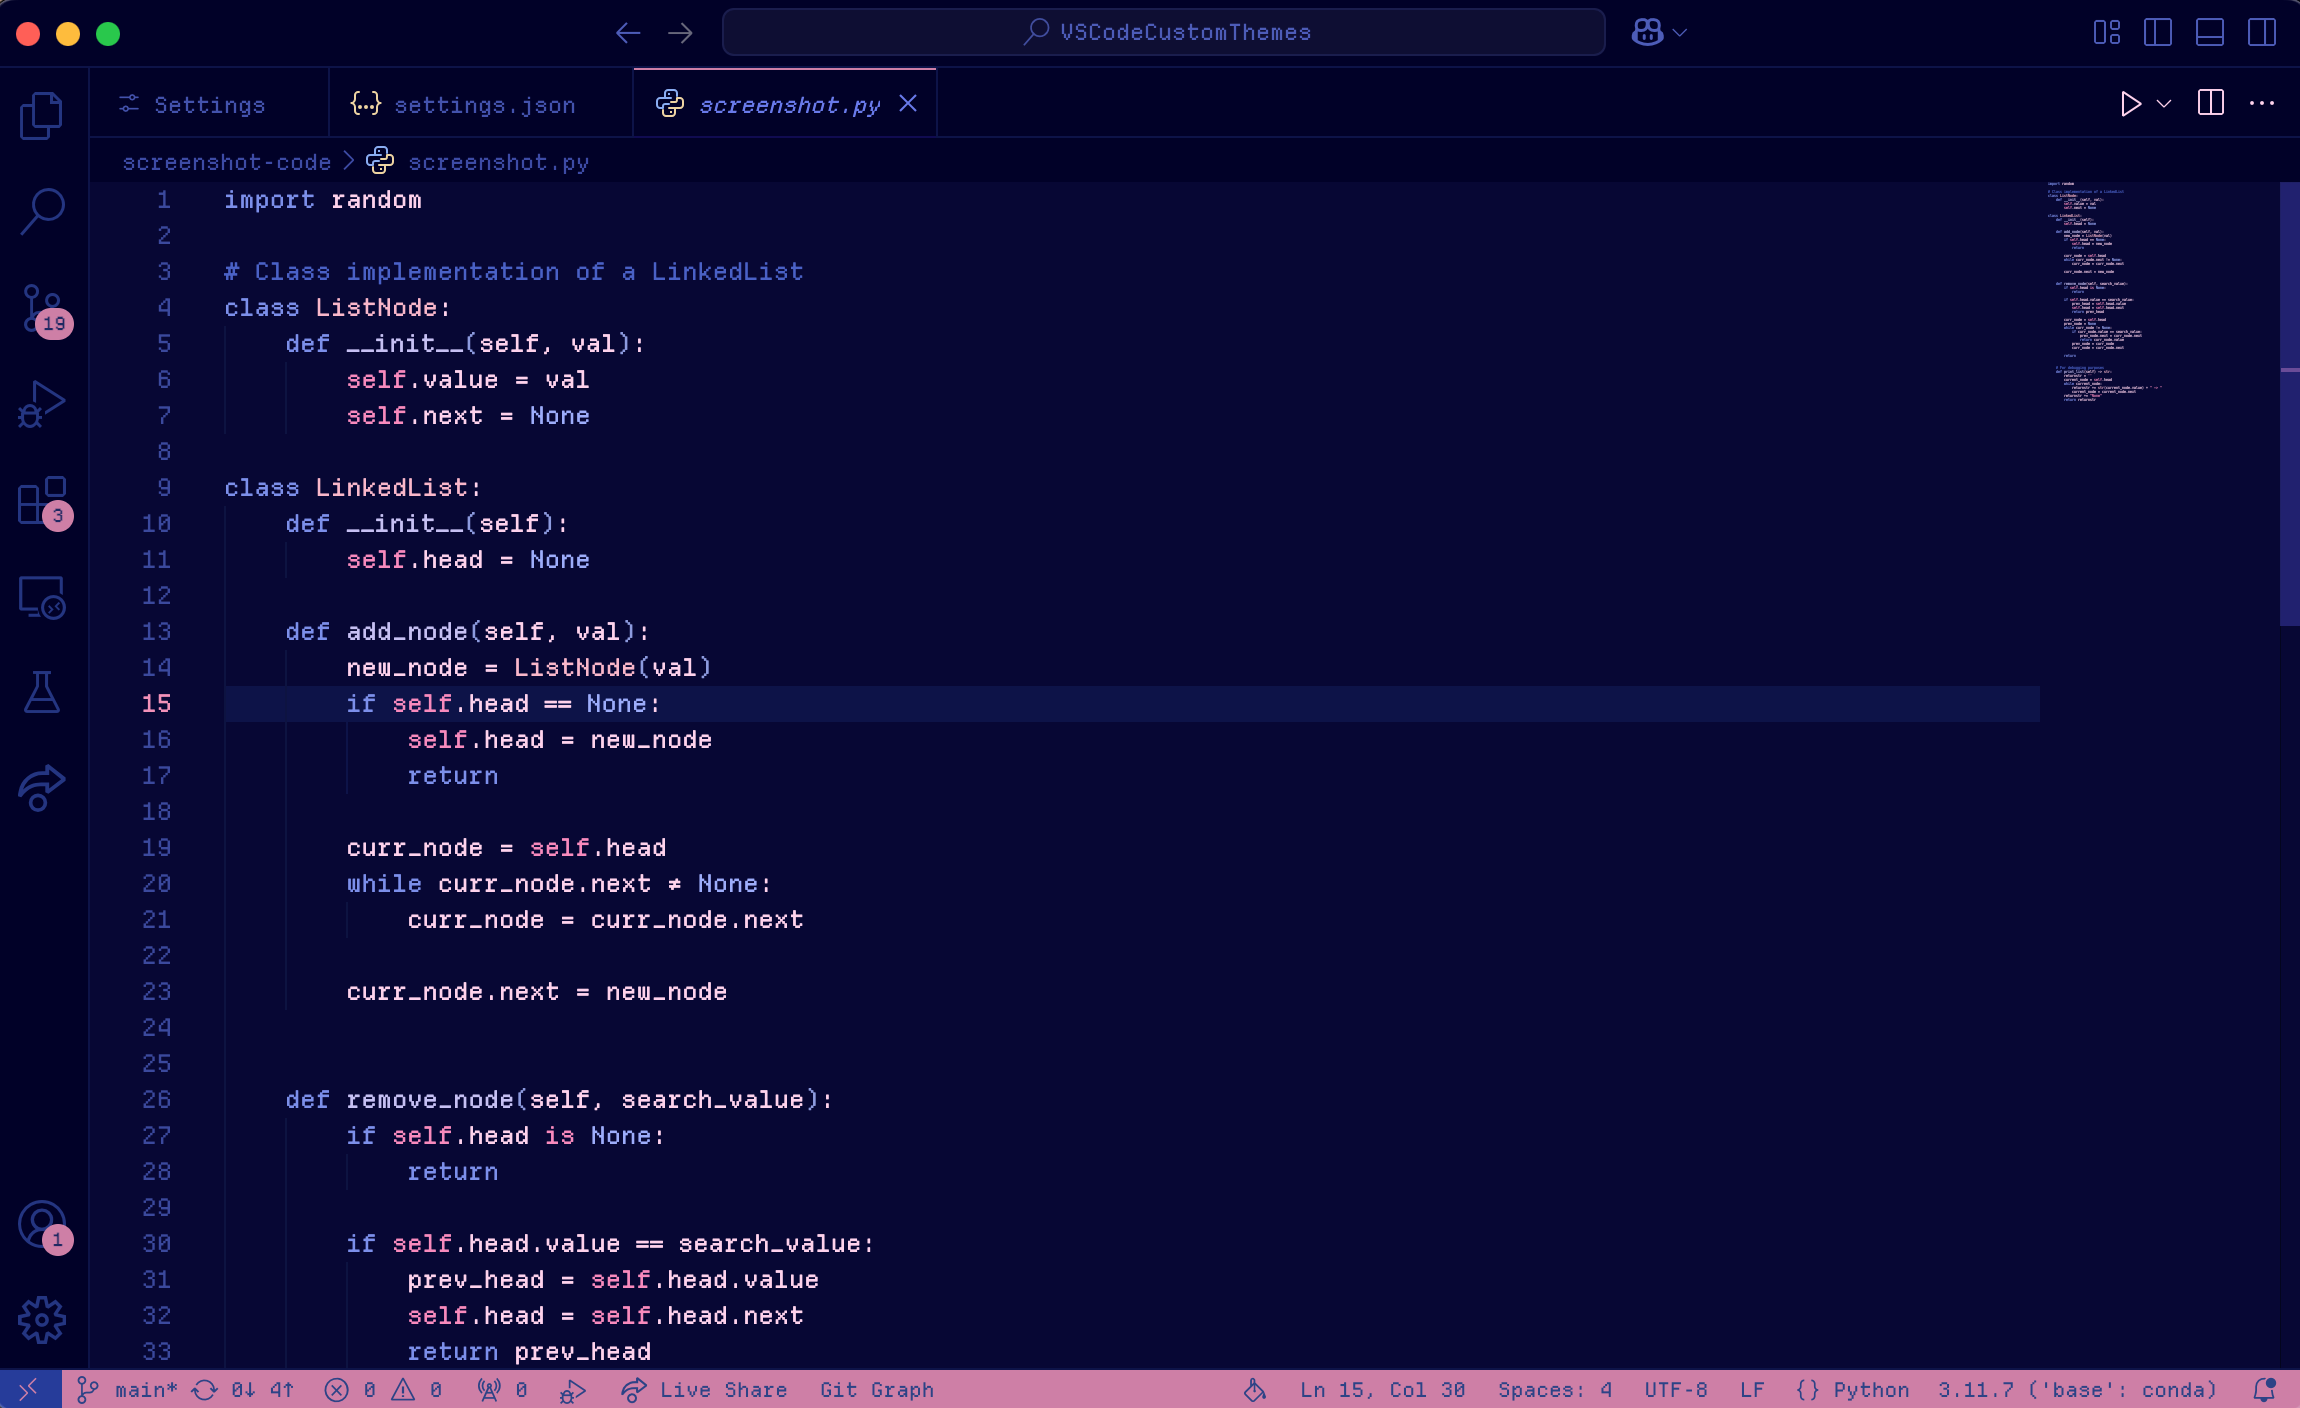 VSCodeCustomThemes
Settings
settings.json
screenshot.py
screenshot-code > screenshot.py
1 import random
2
3 # Class implementation of a LinkedList
4 class ListNode:
5     def __init__(self, val):
6         self.value = val
7         self.next = None
8
9 class LinkedList:
10     def __init__(self):
11         self.head = None
12
13     def add_node(self, val):
14         new_node = ListNode(val)
15         if self.head == None:
16             self.head = new_node
17             return
18
19         curr_node = self.head
20         while curr_node.next ≠ None:
21             curr_node = curr_node.next
22
23         curr_node.next = new_node
24
25
26     def remove_node(self, search_value):
27         if self.head is None:
28             return
29
30         if self.head.value == search_value:
31             prev_head = self.head.value
32             self.head = self.head.next
33             return prev_head
19
3
1
main* 0↓ 4↑ 0 0 0 Live Share Git Graph Ln 15, Col 30 Spaces: 4 UTF-8 LF {} Python 3.11.7 ('base': conda)